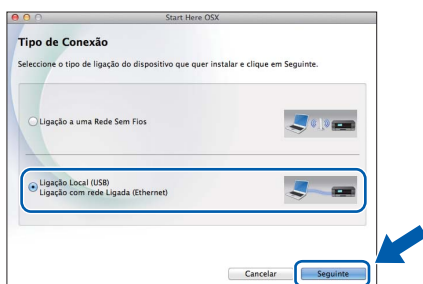 Start Here OSX
Tipo de Conexão
Seleccione o tipo de ligação do dispositivo que quer instalar e clique em Seguinte.
Ligação a uma Rede Sem Fios
Ligação Local (USB)
Ligação com rede Ligada (Ethernet)
Cancelar
Seguinte